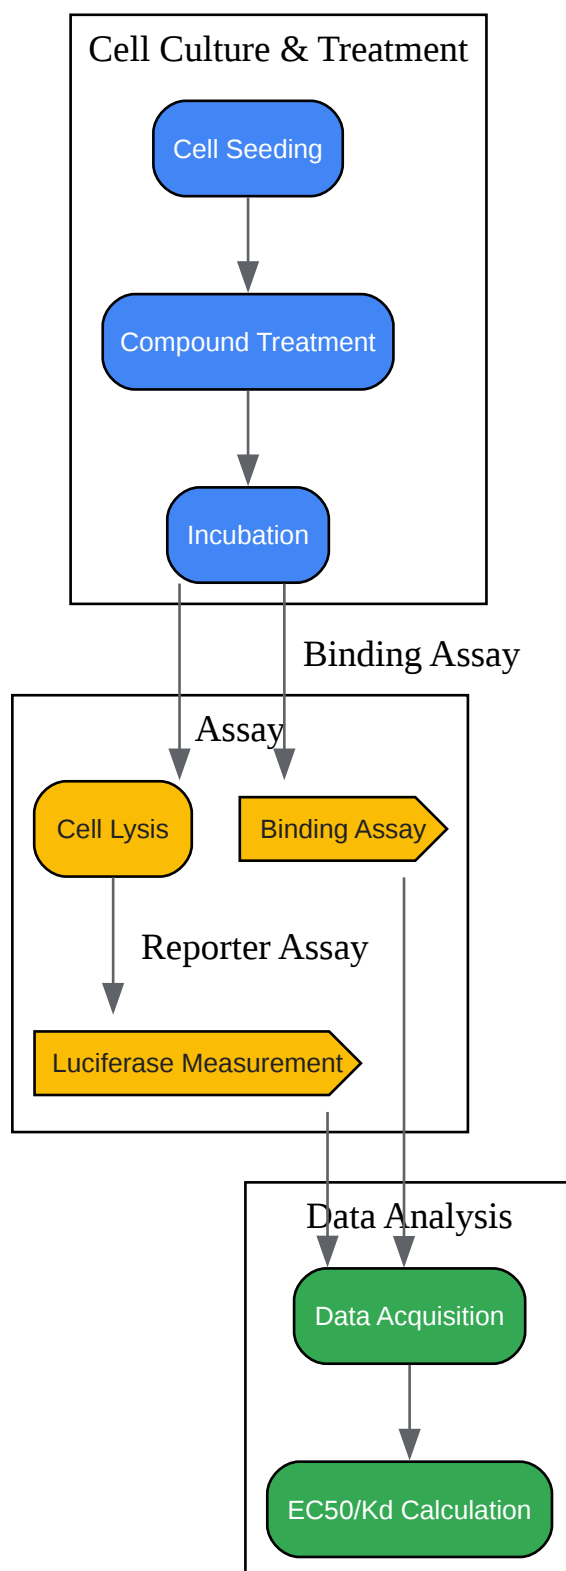 Cell Culture & Treatment
Cell Seeding
Compound Treatment
Incubation
Binding Assay
Assay
Cell Lysis
Binding Assay
Reporter Assay
Luciferase Measurement
Data Analysis
Data Acquisition
EC50/Kd Calculation